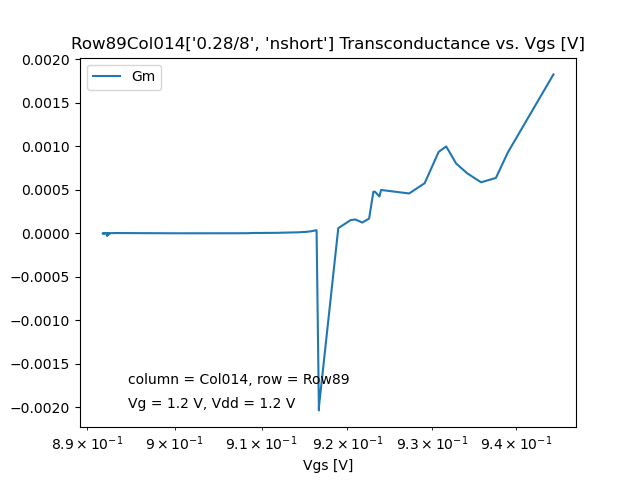 Row89Col014['0.28/8', 'nshort'] Transconductance vs. Vgs [V]
Gm
0.0020
0.0015
0.0010
0.0005
0.0000
−0.0005
−0.0010
−0.0015
−0.0020
column = Col014, row = Row89
Vg = 1.2 V, Vdd = 1.2 V
8.9 × 10⁻¹ 9 × 10⁻¹ 9.1 × 10⁻¹ 9.2 × 10⁻¹ 9.3 × 10⁻¹ 9.4 × 10⁻¹
Vgs [V]